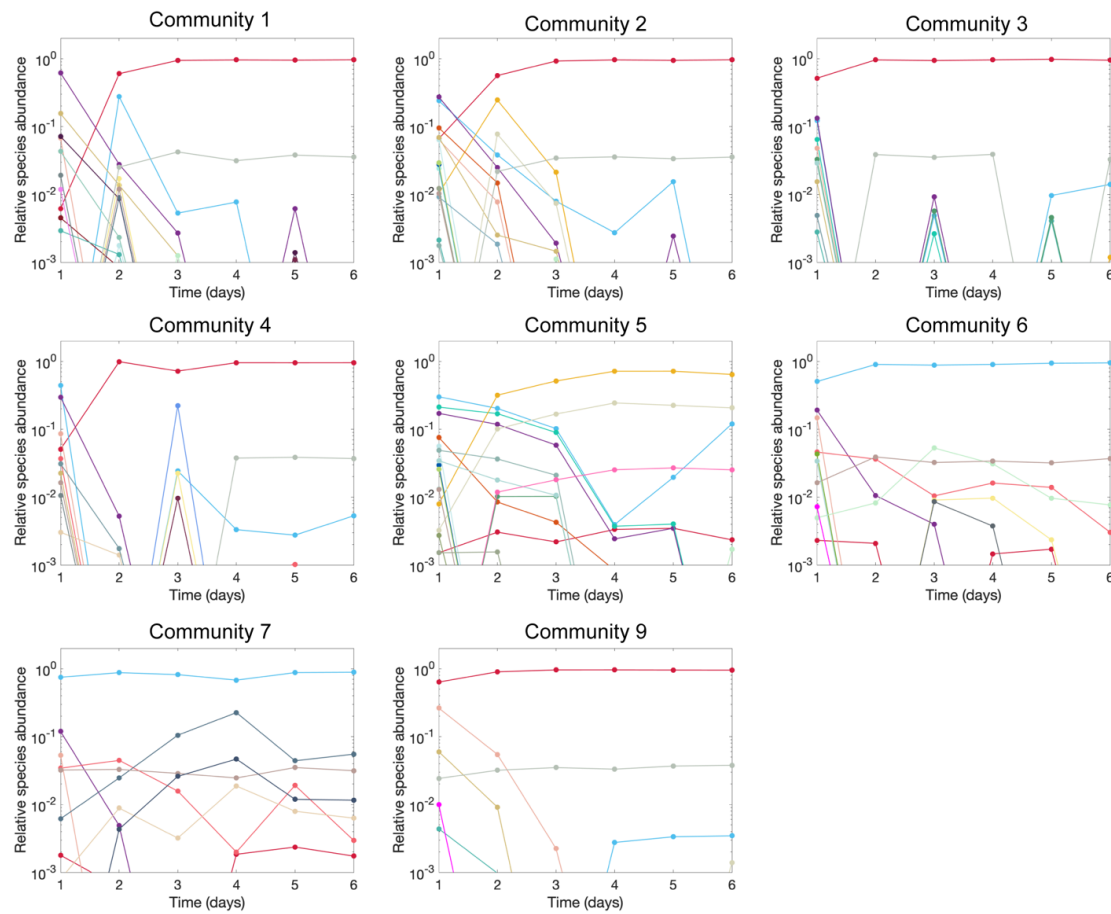 Community 1
Relative species abundance
10^0
10^-1
10^-2
10^-3
1 2 3 4 5 6
Time (days)
Community 2
Relative species abundance
10^0
10^-1
10^-2
10^-3
1 2 3 4 5 6
Time (days)
Community 3
Relative species abundance
10^0
10^-1
10^-2
10^-3
1 2 3 4 5 6
Time (days)
Community 4
Relative species abundance
10^0
10^-1
10^-2
10^-3
1 2 3 4 5 6
Time (days)
Community 5
Relative species abundance
10^0
10^-1
10^-2
10^-3
1 2 3 4 5 6
Time (days)
Community 6
Relative species abundance
10^0
10^-1
10^-2
10^-3
1 2 3 4 5 6
Time (days)
Community 7
Relative species abundance
10^0
10^-1
10^-2
10^-3
1 2 3 4 5 6
Time (days)
Community 9
Relative species abundance
10^0
10^-1
10^-2
10^-3
1 2 3 4 5 6
Time (days)